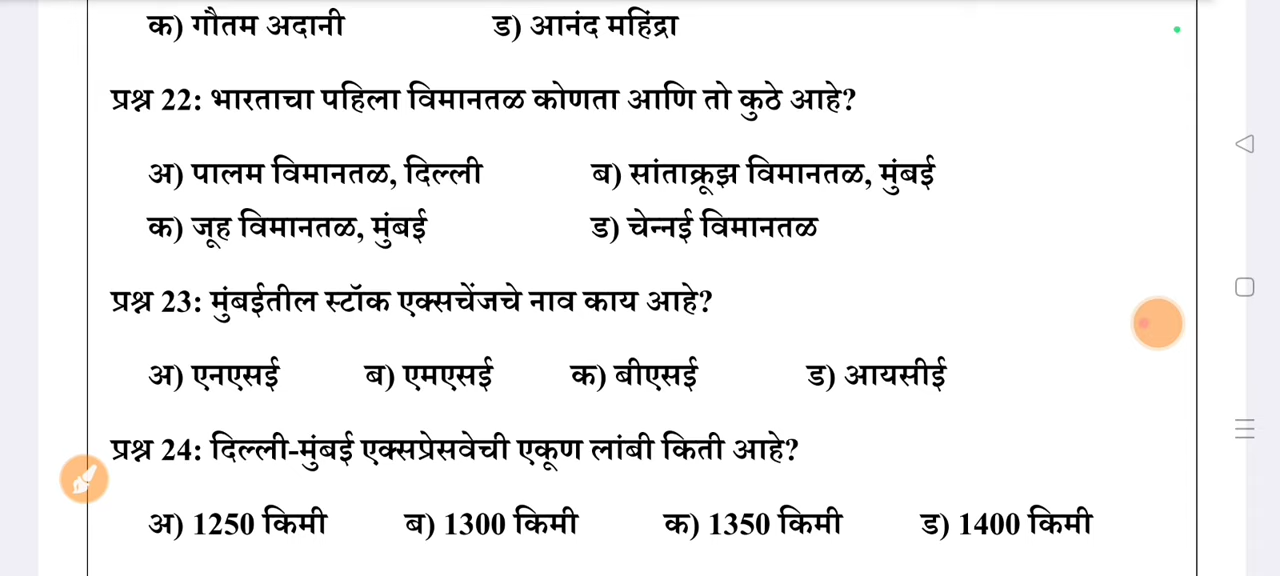 क) गौतम अदानी ड) आनंद महिंद्रा
प्रश्न 22: भारताचा पहिला विमानतळ कोणता आणि तो कुठे आहे?
अ) पालम विमानतळ, दिल्ली ब) सांताक्रूझ विमानतळ, मुंबई
क) जूह विमानतळ, मुंबई ड) चेन्नई विमानतळ
प्रश्न 23: मुंबईतील स्टॉक एक्सचेंजचे नाव काय आहे?
अ) एनएसई ब) एमएसई क) बीएसई ड) आयसीई
प्रश्न 24: दिल्ली-मुंबई एक्सप्रेसवेची एकूण लांबी किती आहे?
अ) 1250 किमी ब) 1300 किमी क) 1350 किमी ड) 1400 किमी